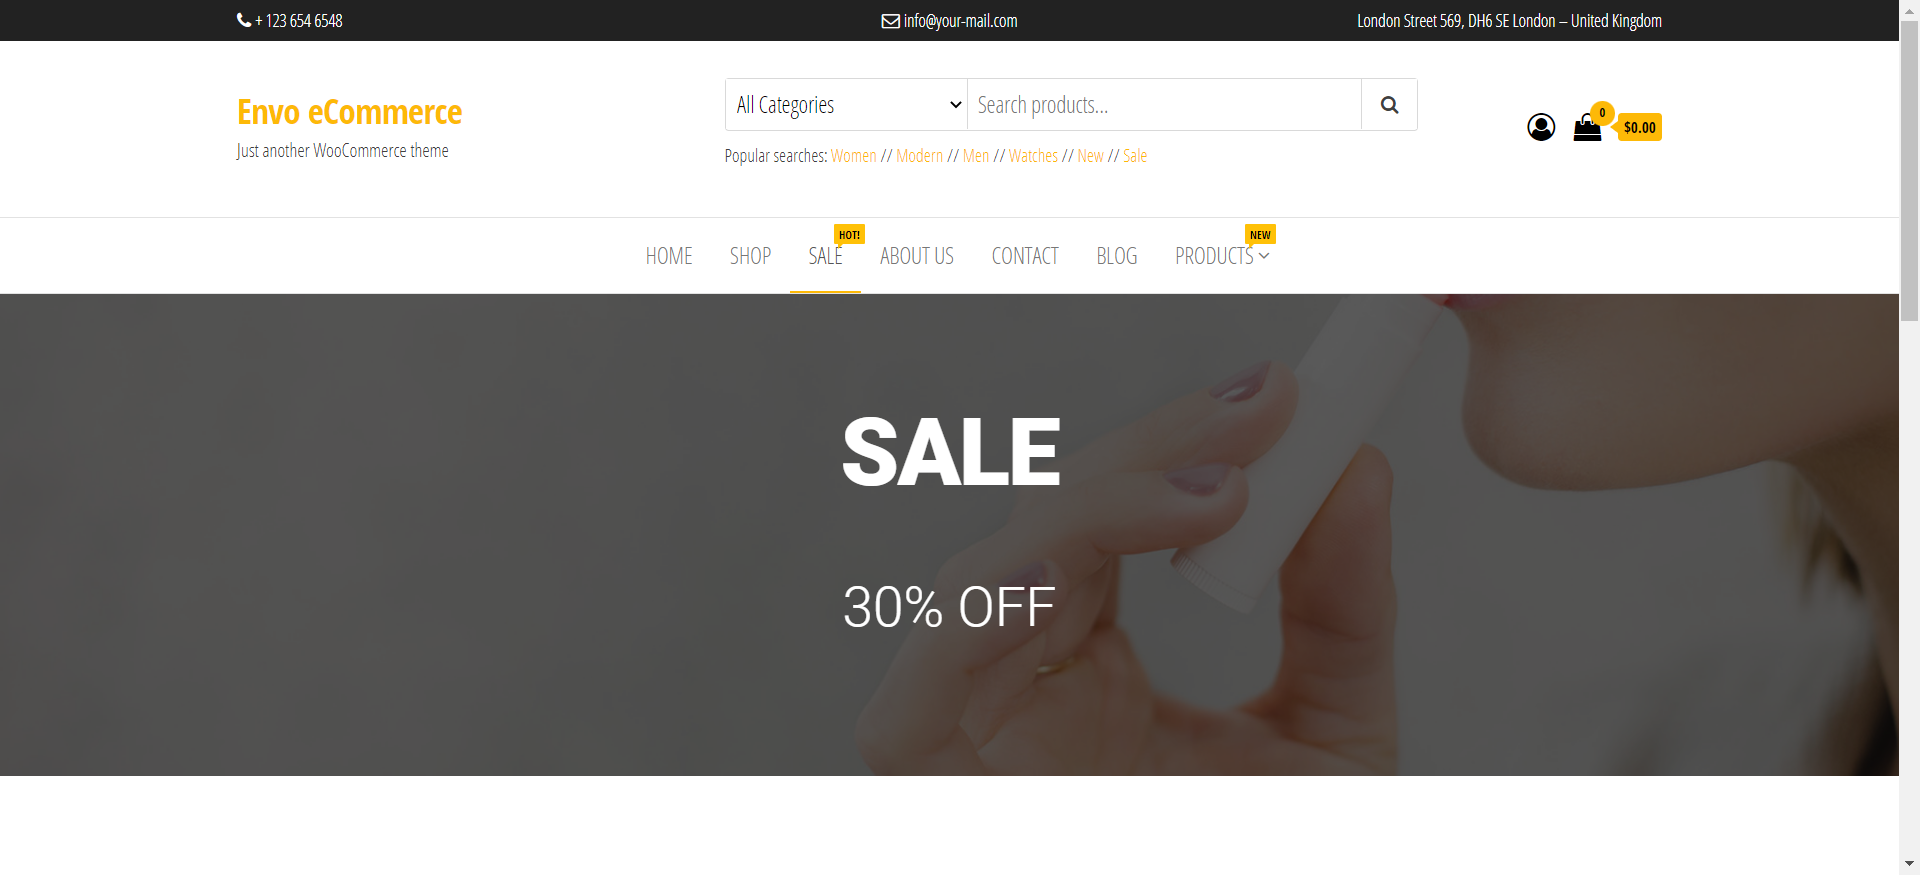 + 123 654 6548
info@your-mail.com
London Street 569, DH6 SE London – United Kingdom
Envo eCommerce
Just another WooCommerce theme
All Categories
Search products...
Popular searches: Women // Modern // Men // Watches // New // Sale
0
$0.00
HOT!
NEW
HOME SHOP SALE ABOUT US CONTACT BLOG PRODUCTS
SALE
30% OFF